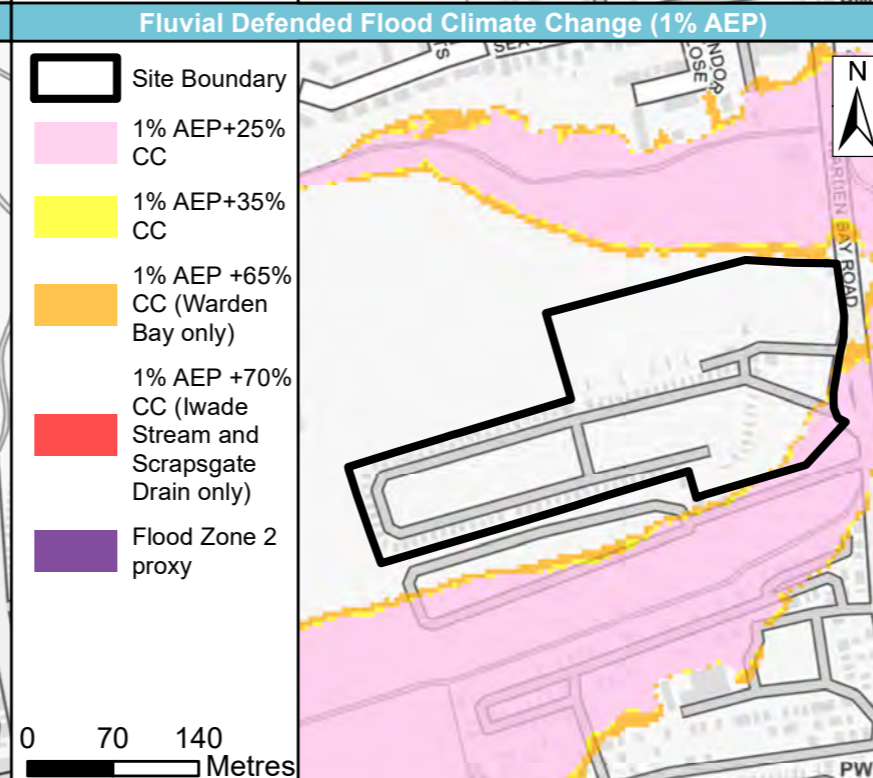 Fluvial Defended Flood Climate Change (1% AEP)
Site Boundary
1% AEP+25%
CC
1% AEP+35%
CC
1% AEP +65%
CC (Warden
Bay only)
1% AEP +70%
CC (Iwade
Stream and
Scrapsgate
Drain only)
Flood Zone 2
proxy
0 70 140
Metres
N
BAY ROAD
PW